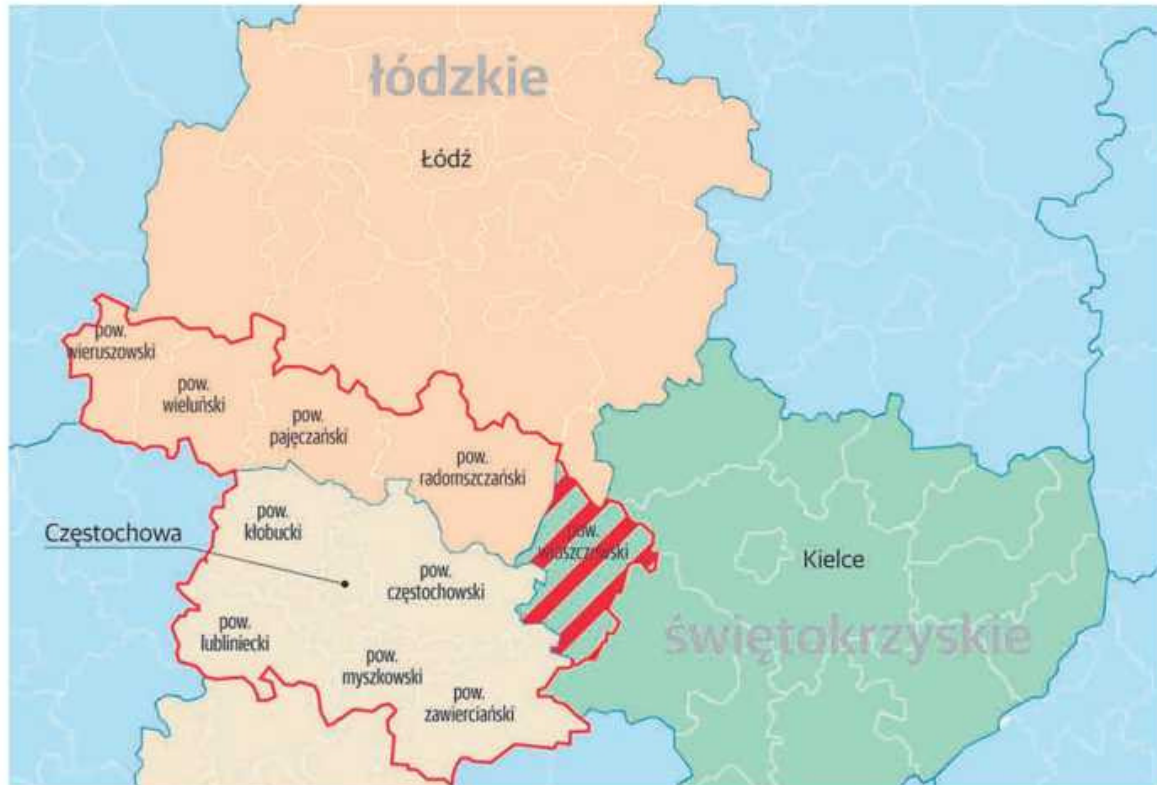 łódzkie
Łódź
pow.
wieruszowski
pow.
wieluński
pow.
pajęczański
pow.
radomszczański
pow.
kłobucki
Częstochowa
pow.
włoszczowski
Kielce
pow.
częstochowski
pow.
lubliniecki
świętokrzyskie
pow.
myszkowski
pow.
zawierciański